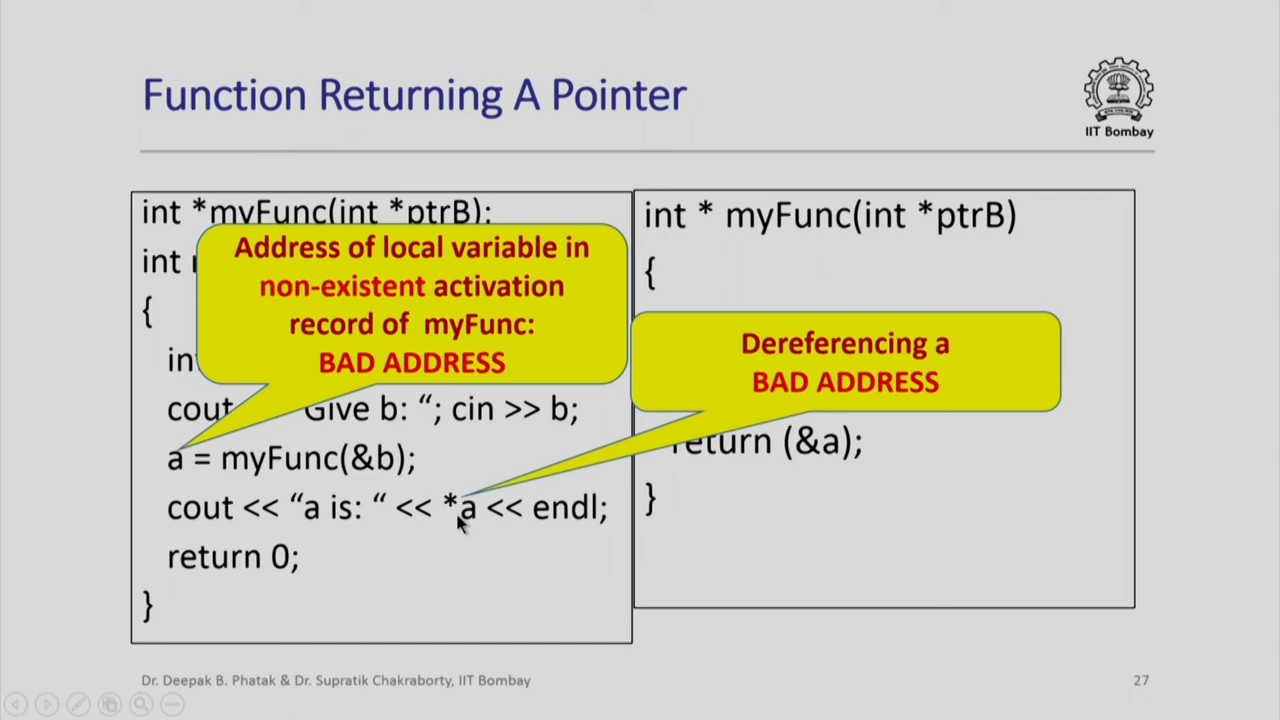 Function Returning A Pointer
IIT Bombay
int *myFunc(int *ptrB);
int
{
cout Give b: “; cin >> b;
a = myFunc(&b);
cout << “a is: “ << *a << endl;
return 0;
}
Address of local variable in
non-existent activation
record of myFunc:
BAD ADDRESS
int * myFunc(int *ptrB)
{
return (&a);
}
Dereferencing a
BAD ADDRESS
Dr. Deepak B. Phatak & Dr. Supratik Chakraborty, IIT Bombay
27